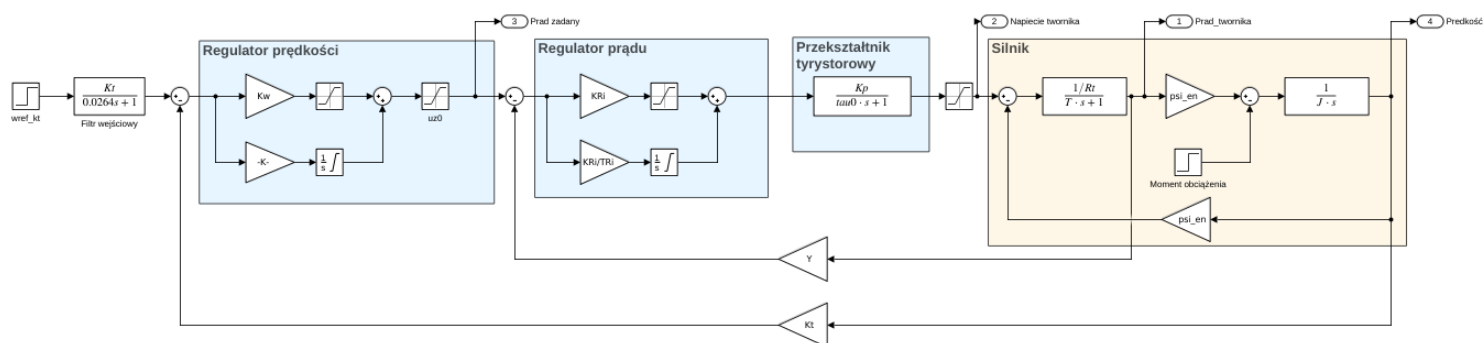 3
Prad zadany
2
Napiecie twornika
1
Prad_twornika
4
Predkość
Regulator prędkości
Regulator prądu
Przekształtnik
tyrystorowy
Silnik
wref_kt
Kt
0.0264s + 1
Filtr wejściowy
+
-
Kw
+
+
uz0
+
-
KRi
+
+
Kp
tau0 · s + 1
+
-
1/Rt
T · s + 1
psi_en
+
-
1
J · s
-K-
1
s
KRi/TRi
1
s
Moment obciążenia
psi_en
Y
Kt